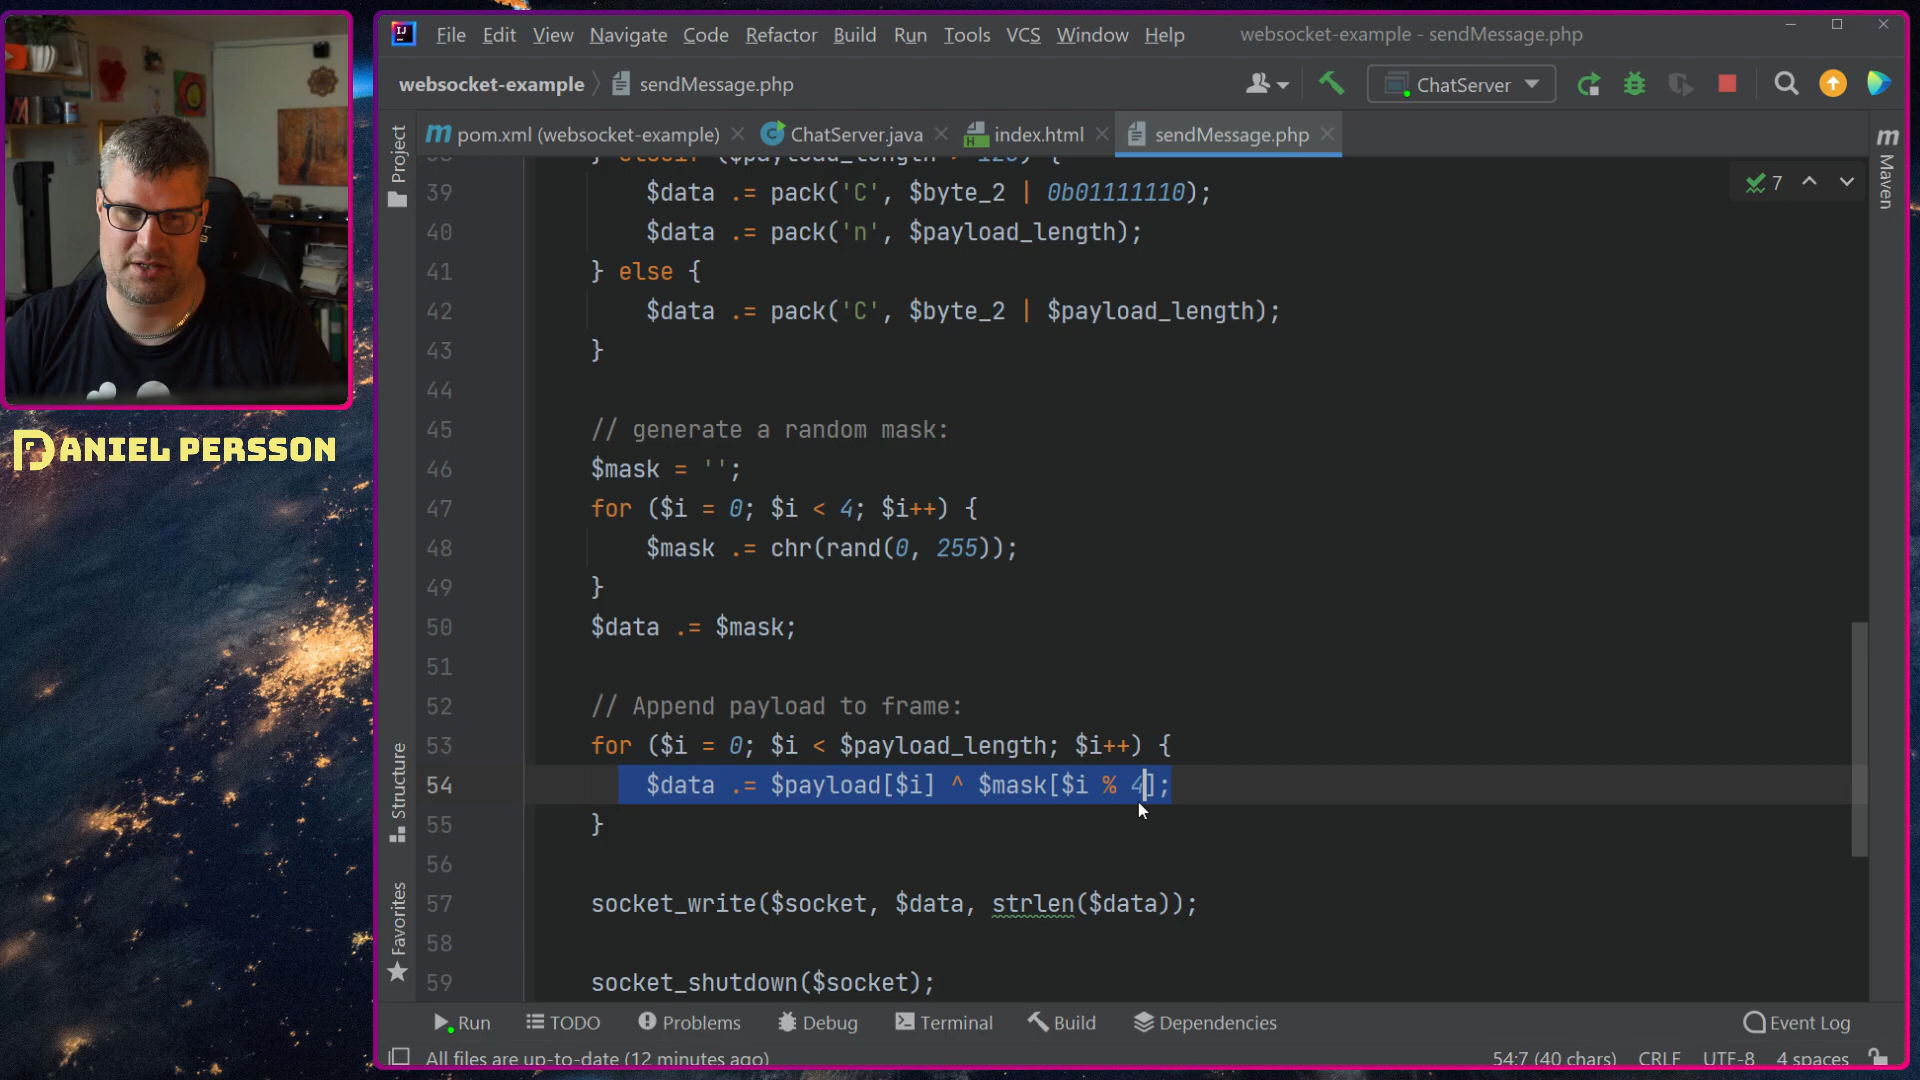 File Edit View Navigate Code Refactor Build Run Tools VCS Window Help websocket-example - sendMessage.php
websocket-example sendMessage.php ChatServer
pom.xml (websocket-example) ChatServer.java index.html sendMessage.php
Project
Maven
7
39 $data .= pack('C', $byte_2 | 0b01111110);
40 $data .= pack('n', $payload_length);
41 } else {
42 $data .= pack('C', $byte_2 | $payload_length);
43 }
44
45 // generate a random mask:
46 $mask = '';
47 for ($i = 0; $i < 4; $i++) {
48 $mask .= chr(rand(0, 255));
49 }
50 $data .= $mask;
51
52 // Append payload to frame:
53 for ($i = 0; $i < $payload_length; $i++) {
54 $data .= $payload[$i] ^ $mask[$i % 4];
55 }
56
57 socket_write($socket, $data, strlen($data));
58
59 socket_shutdown($socket);
Structure
Favorites
DANIEL PERSSON
Run TODO Problems Debug Terminal Build Dependencies Event Log
All files are up-to-date (12 minutes ago) 54:7 (40 chars) CRLF UTF-8 4 spaces